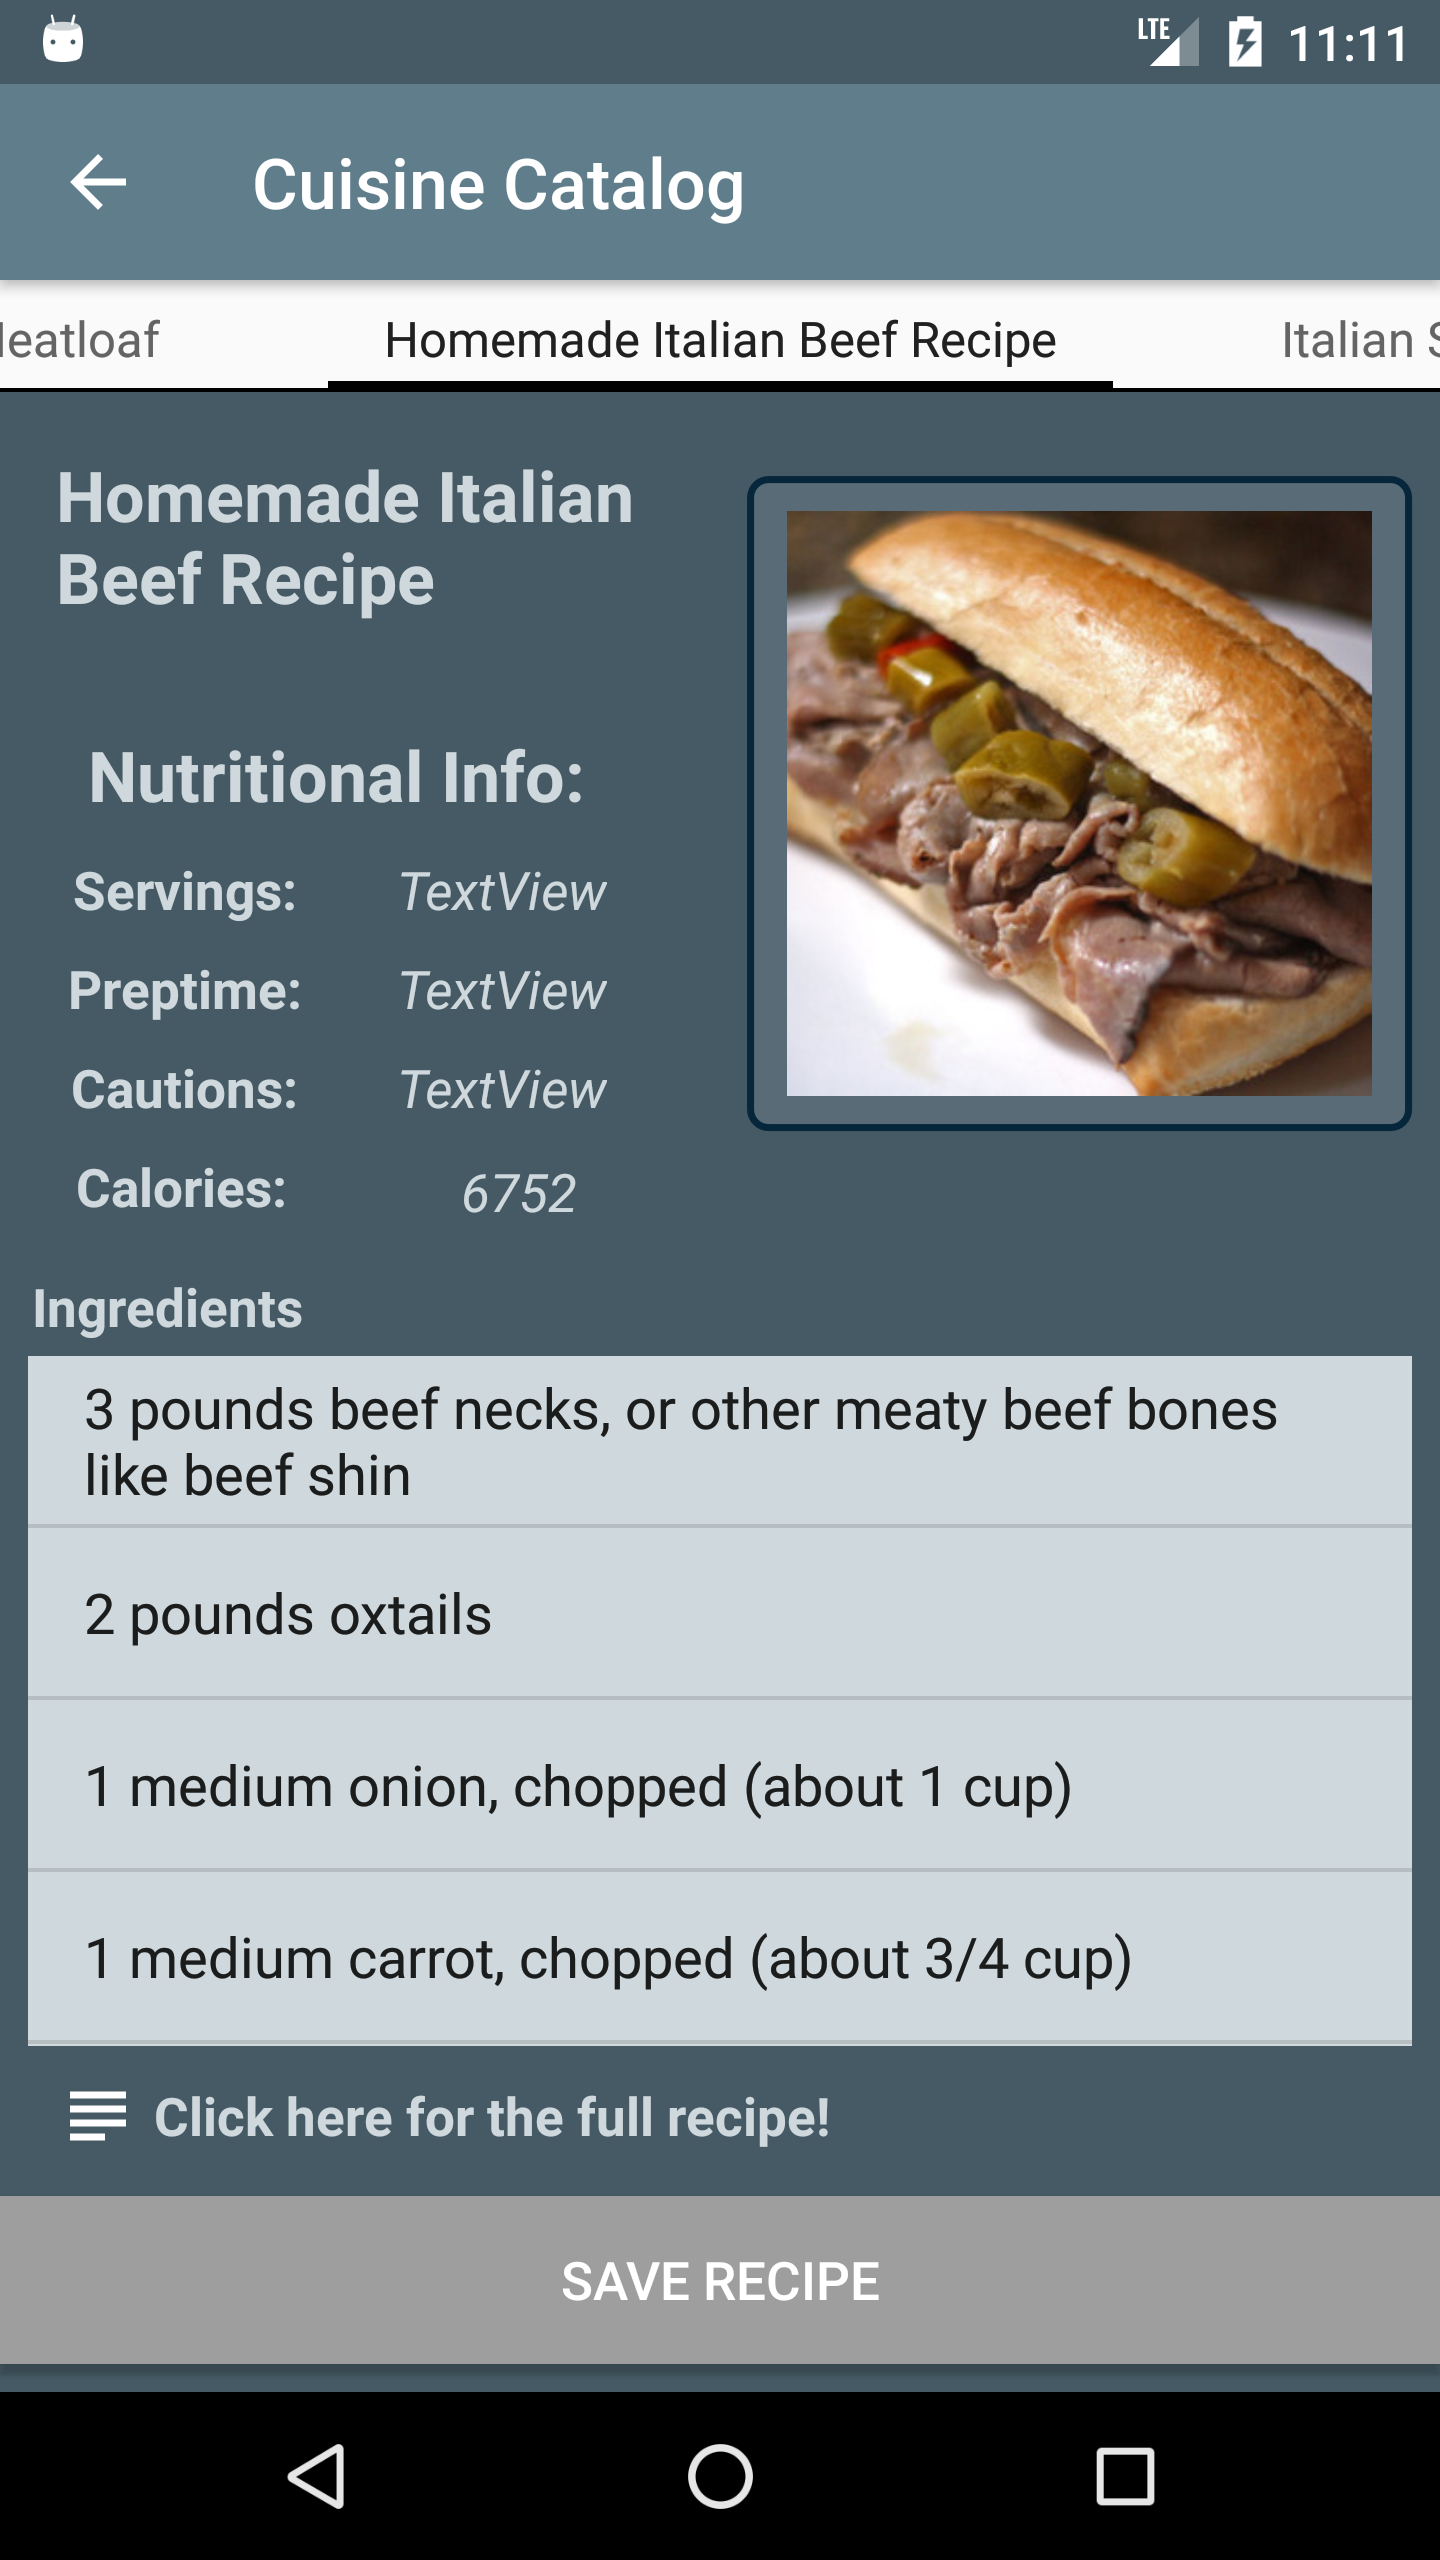 LTE 11:11
Cuisine Catalog
eatloaf Homemade Italian Beef Recipe Italian
Homemade Italian
Beef Recipe
Nutritional Info:
Servings: TextView
Preptime: TextView
Cautions: TextView
Calories: 6752
Ingredients
3 pounds beef necks, or other meaty beef bones
like beef shin
2 pounds oxtails
1 medium onion, chopped (about 1 cup)
1 medium carrot, chopped (about 3/4 cup)
Click here for the full recipe!
SAVE RECIPE